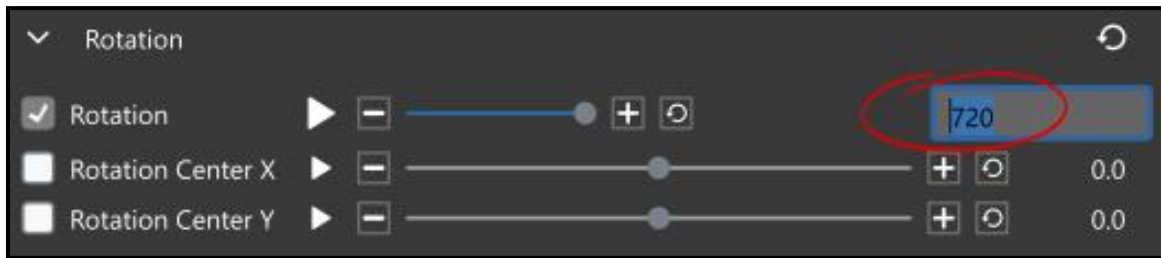 Rotation
Rotation 720
Rotation Center X 0.0
Rotation Center Y 0.0